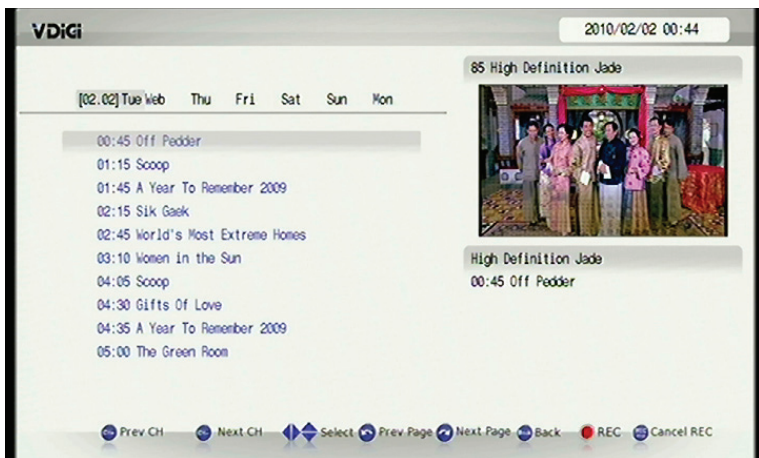 VDiGi
2010/02/02 00:44
[02.02] Tue Web Thu Fri Sat Sun Mon
00:45 Off Pedder
01:15 Scoop
01:45 A Year To Remember 2009
02:15 Sik Gaek
02:45 World's Most Extreme Homes
03:10 Women in the Sun
04:05 Scoop
04:30 Gifts Of Love
04:35 A Year To Remember 2009
05:00 The Green Room
85 High Definition Jade
High Definition Jade
00:45 Off Pedder
Prev CH Next CH Select Prev Page Next Page Back REC Cancel REC